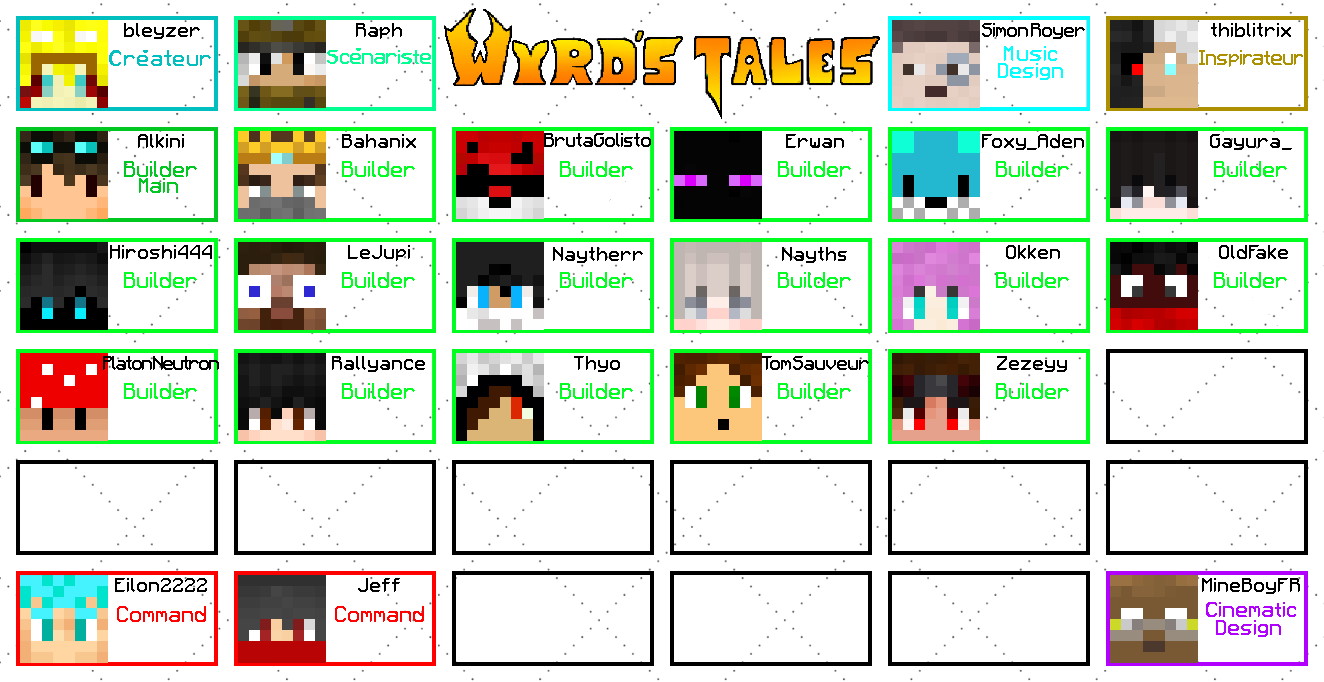 bleyzer
Créateur
Raph
Scénariste
WYRD'S TALES
SimonRoyer
Music
Design
thiblitrix
Inspirateur
Alkini
Builder
Main
Bahanix
Builder
BrutaGolisto
Builder
Erwan
Builder
Foxy_Aden
Builder
Gayura_
Builder
Hiroshi444
Builder
LeJupi
Builder
Naytherr
Builder
Nayths
Builder
Okken
Builder
OldFake
Builder
PlatonNeutron
Builder
Rallyance
Builder
Thyo
Builder
TomSauveur
Builder
Zezeyy
Builder
Eilon2222
Command
Jeff
Command
MineBoyFR
Cinematic
Design